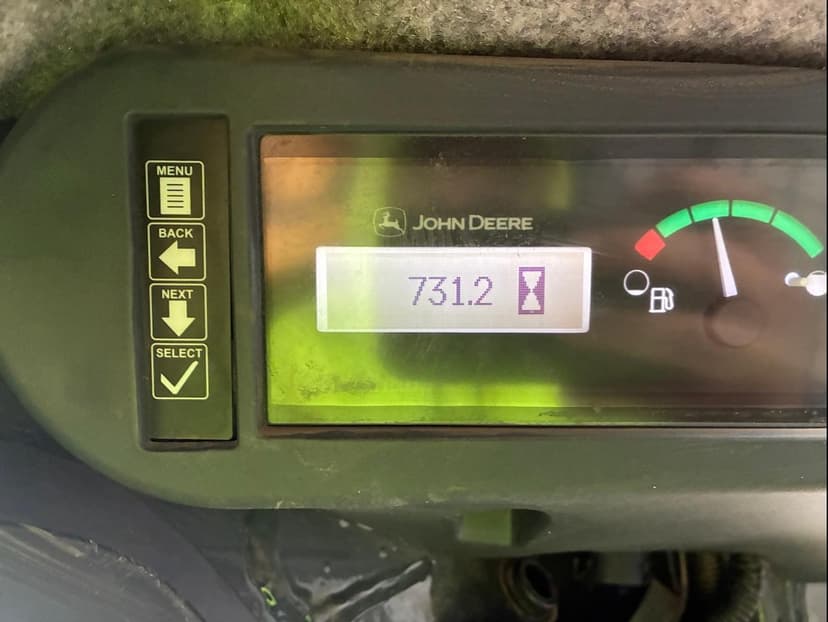 MENU
BACK
NEXT
SELECT
JOHN DEERE
731.2